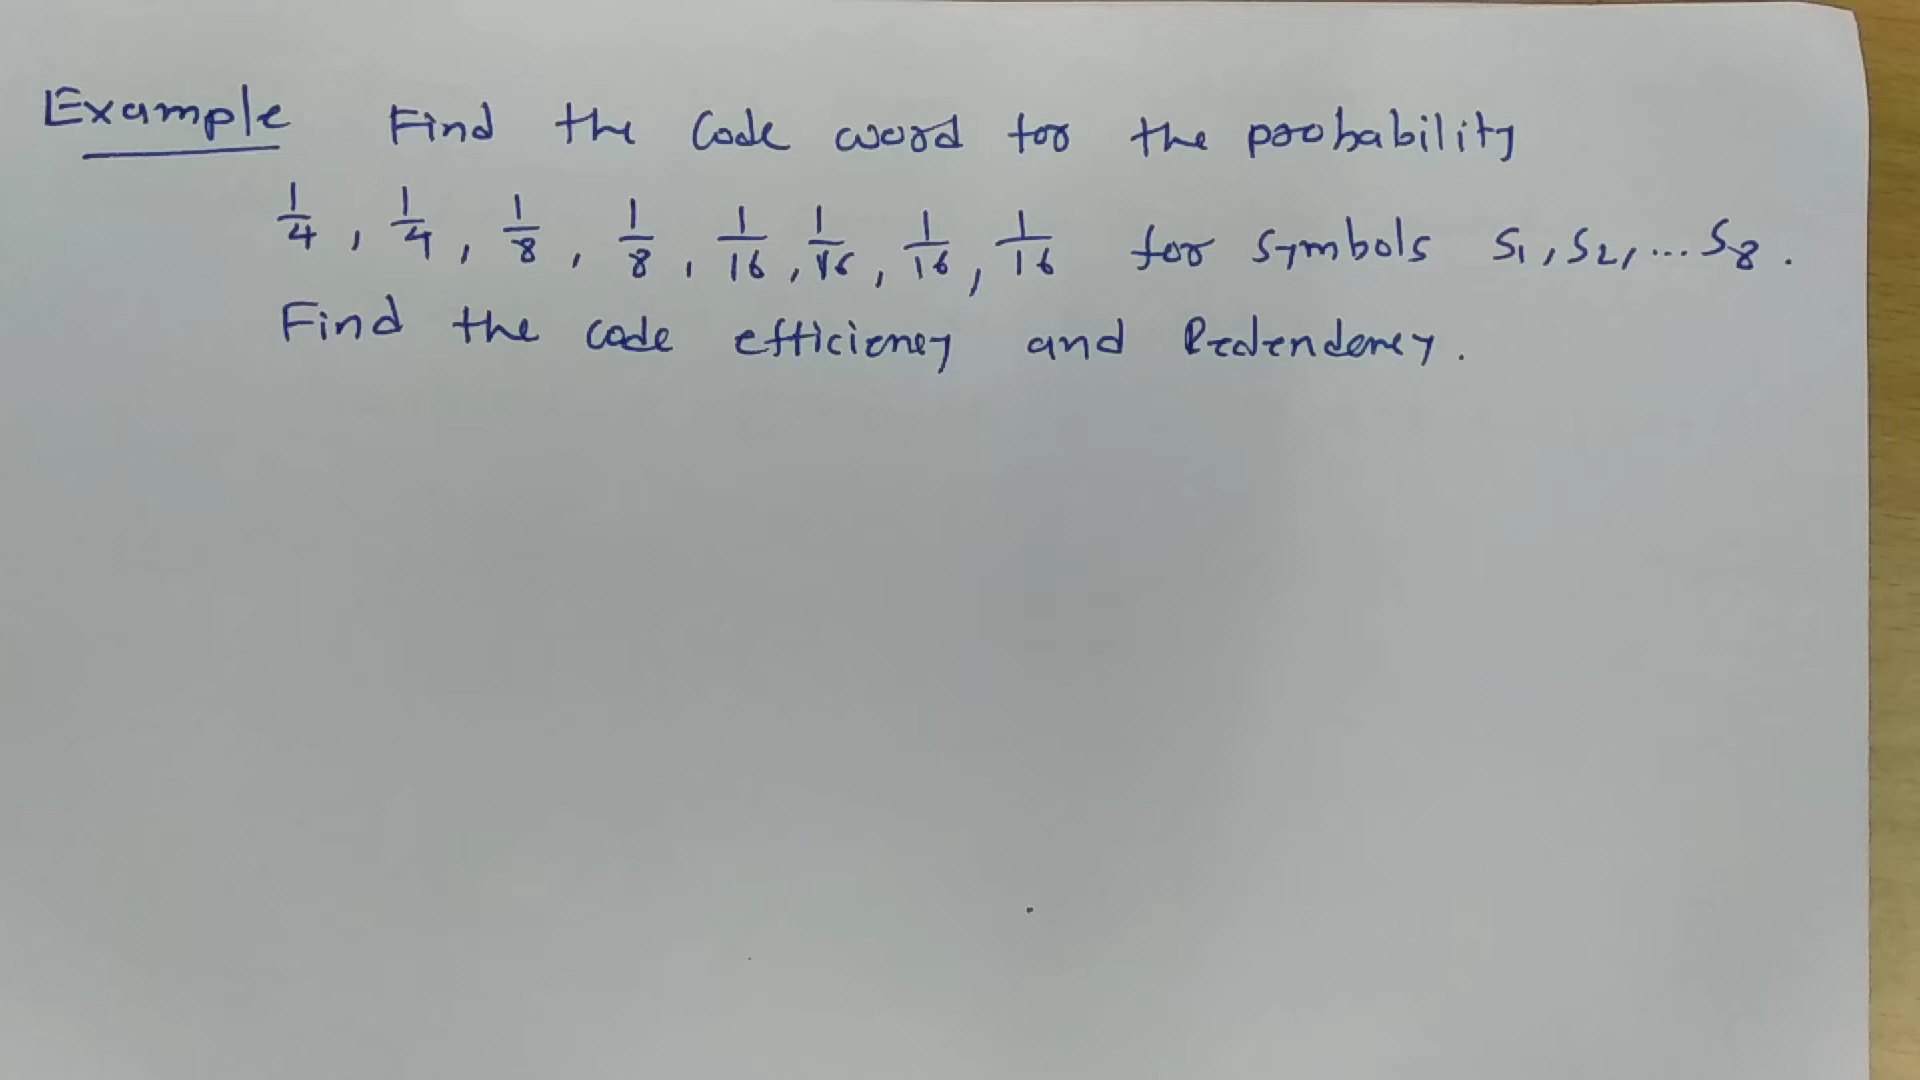 Example Find the Code word for the probability
1/4, 1/4, 1/8, 1/8, 1/16, 1/16, 1/16, 1/16 for symbols S1, S2, ... S8.
Find the code efficiency and Redendency.